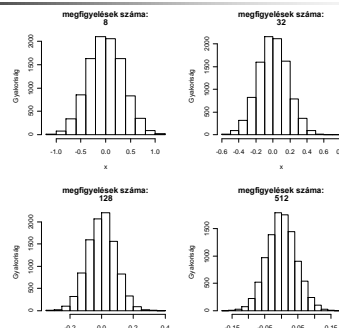 megfigyelések száma:
8
Gyakoriság
0 500 1000 1500 2000
-1.0 -0.5 0.0 0.5 1.0
x
megfigyelések száma:
32
Gyakoriság
0 500 1500
-0.6 -0.4 -0.2 0.0 0.2 0.4 0.6
x
megfigyelések száma:
128
Gyakoriság
0 500 1000 2000
-0.2 0.0 0.2 0.4
megfigyelések száma:
512
Gyakoriság
0 500 1000 1500
-0.15 -0.05 0.05 0.15